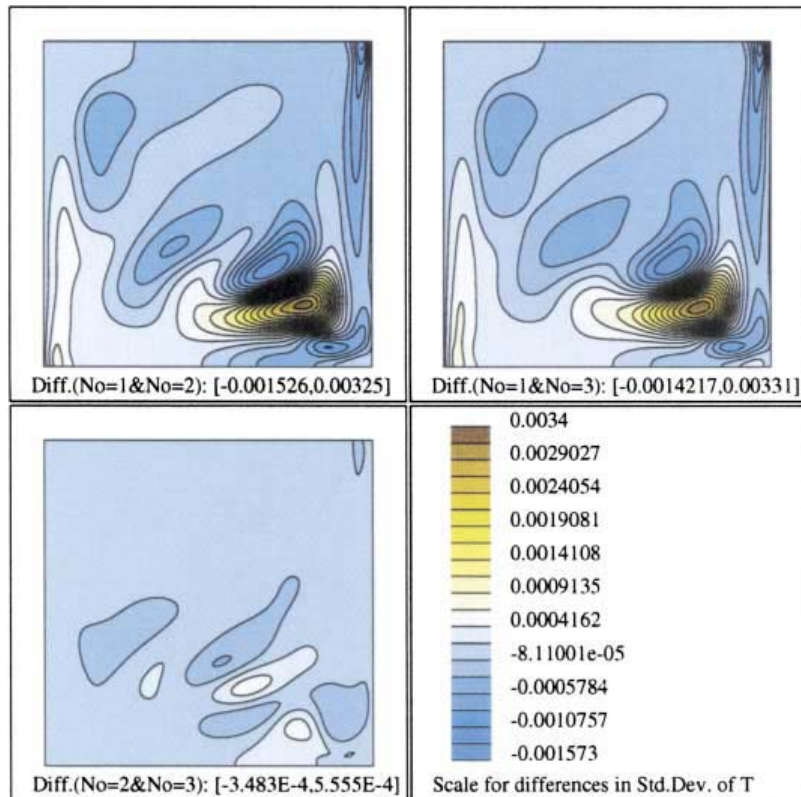 Diff.(No=1&No=2): [-0.001526,0.00325]
Diff.(No=1&No=3): [-0.0014217,0.00331]
0.0034
0.0029027
0.0024054
0.0019081
0.0014108
0.0009135
0.0004162
-8.11001e-05
-0.0005784
-0.0010757
-0.001573
Diff.(No=2&No=3): [-3.483E-4,5.555E-4]
Scale for differences in Std.Dev. of T